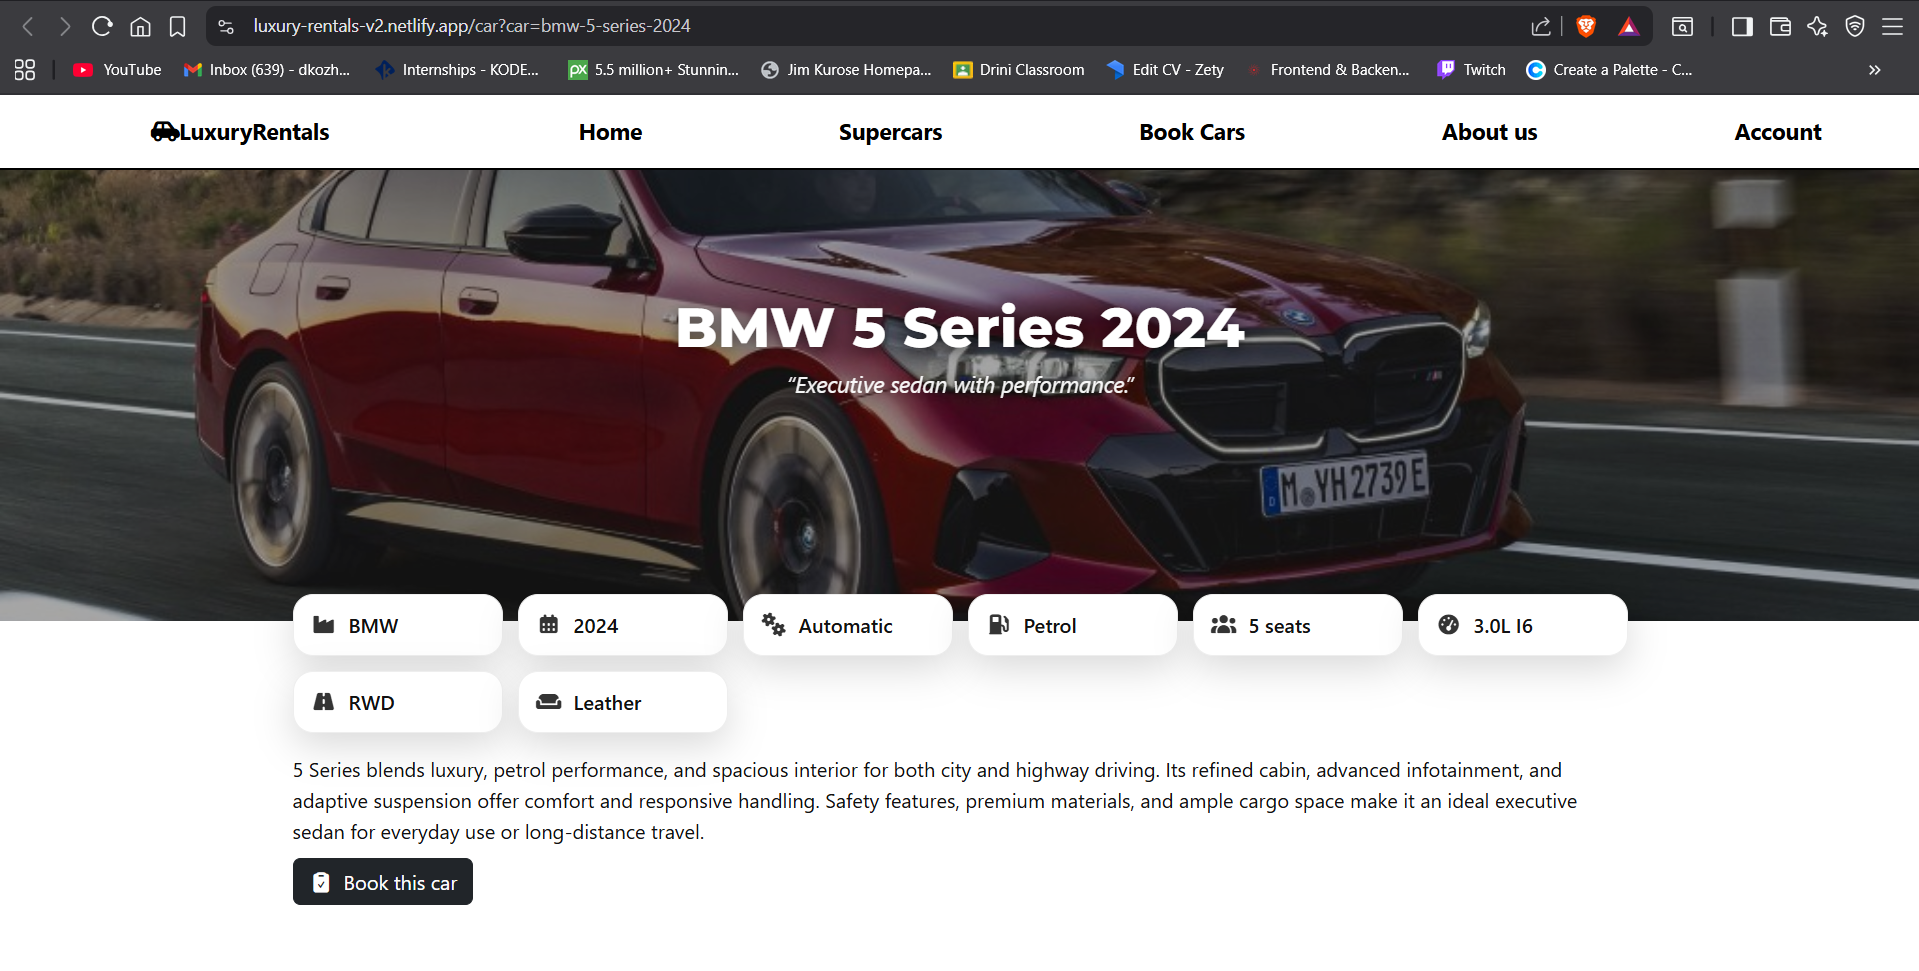 luxury-rentals-v2.netlify.app/car?car=bmw-5-series-2024
YouTube
Inbox (639) - dkozh...
Internships - KODE...
px
5.5 million+ Stunnin...
Jim Kurose Homepa...
Drini Classroom
Edit CV - Zety
Frontend & Backen...
Twitch
Create a Palette - C...
LuxuryRentals
Home
Supercars
Book Cars
About us
Account
BMW 5 Series 2024
“Executive sedan with performance.”
M YH 2739 E
BMW
2024
Automatic
Petrol
5 seats
3.0L I6
RWD
Leather
5 Series blends luxury, petrol performance, and spacious interior for both city and highway driving. Its refined cabin, advanced infotainment, and
adaptive suspension offer comfort and responsive handling. Safety features, premium materials, and ample cargo space make it an ideal executive
sedan for everyday use or long-distance travel.
Book this car